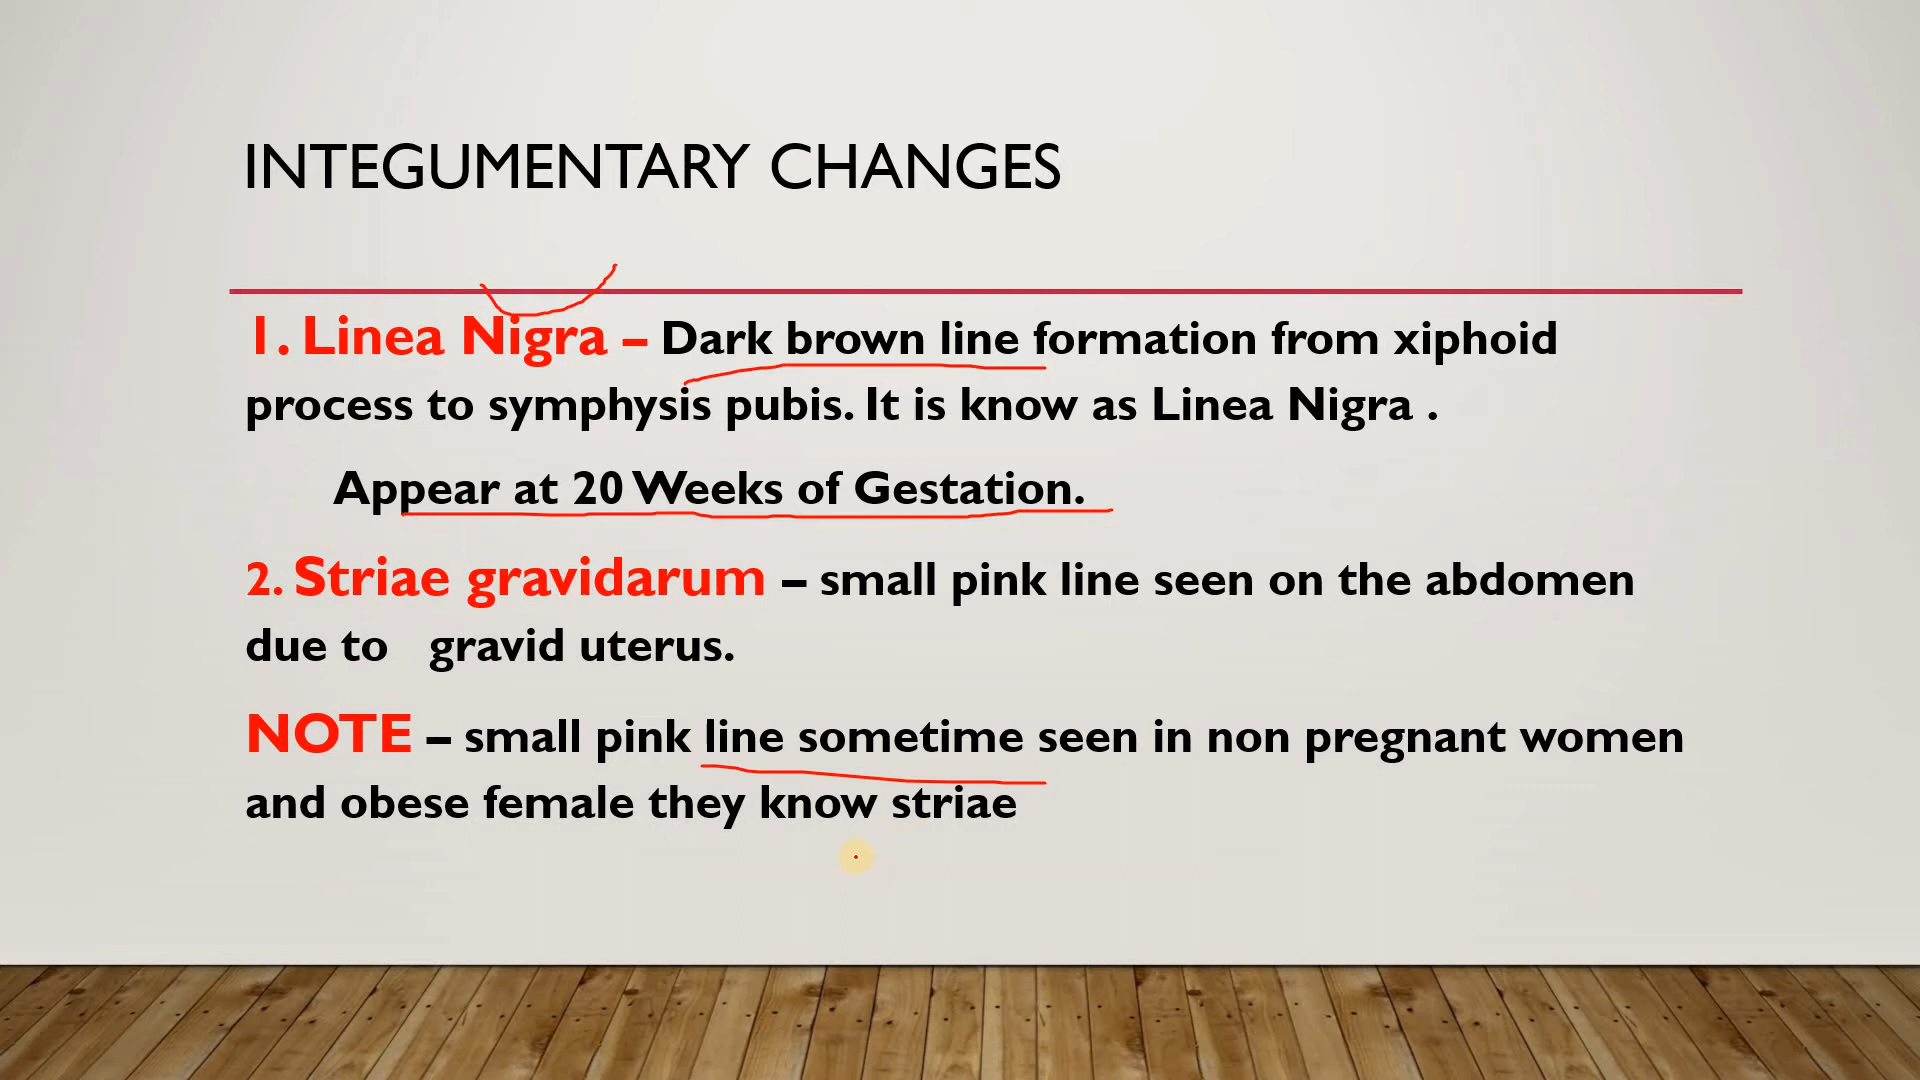 INTEGUMENTARY CHANGES
1. Linea Nigra – Dark brown line formation from xiphoid
process to symphysis pubis. It is know as Linea Nigra .
Appear at 20 Weeks of Gestation.
2. Striae gravidarum – small pink line seen on the abdomen
due to gravid uterus.
NOTE – small pink line sometime seen in non pregnant women
and obese female they know striae